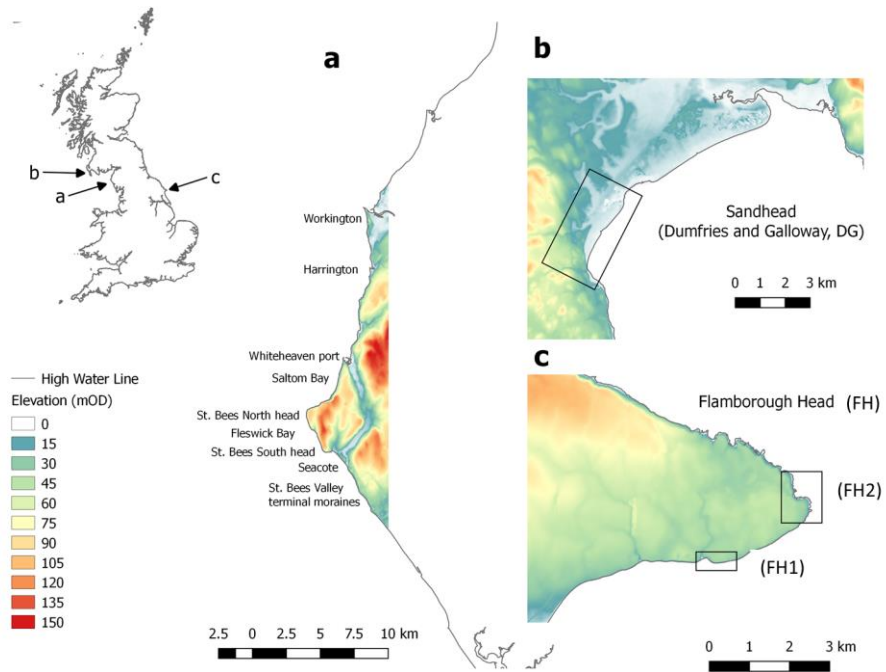 b
a
c
a
Workington
Harrington
Whiteheaven port
Saltom Bay
St. Bees North head
Fleswick Bay
St. Bees South head
Seacote
St. Bees Valley
terminal moraines
High Water Line
Elevation (mOD)
0
15
30
45
60
75
90
105
120
135
150
2.5 0 2.5 5 7.5 10 km
b
Sandhead
(Dumfries and Galloway, DG)
0 1 2 3 km
c
Flamborough Head (FH)
(FH2)
(FH1)
0 1 2 3 km